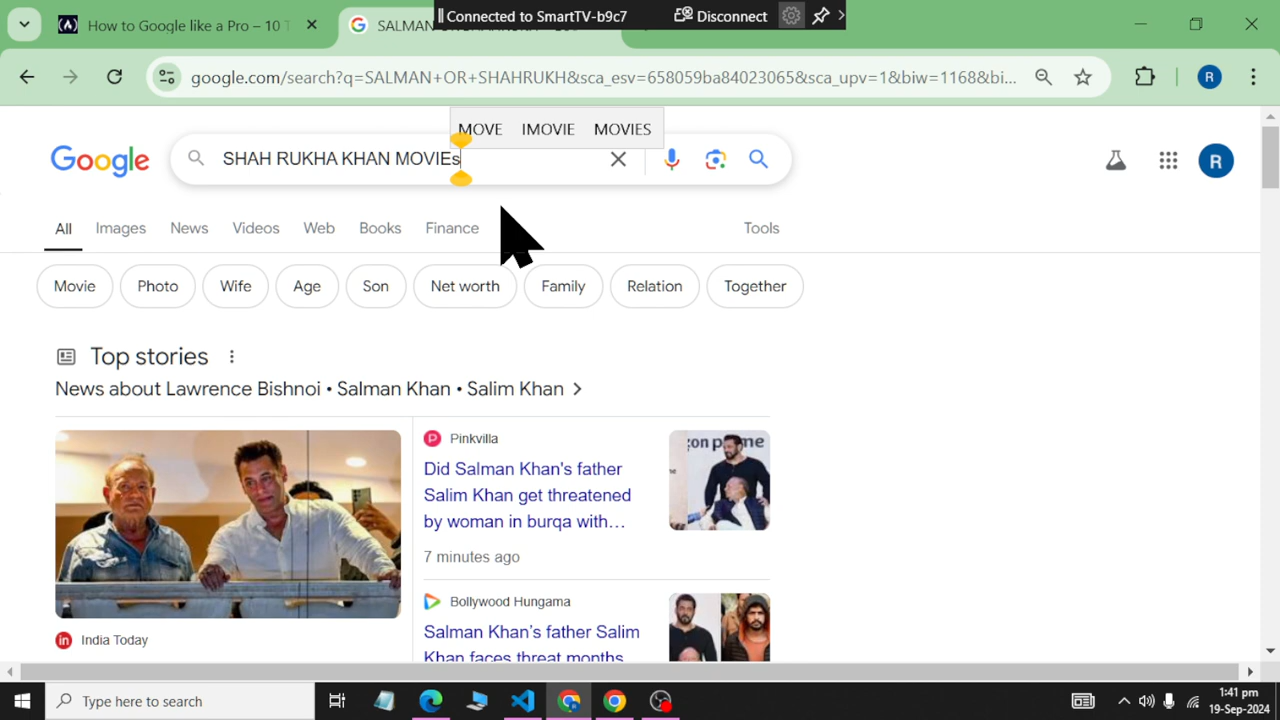 How to Google like a Pro – 10 T
SALMAN
Connected to SmartTV-b9c7
Disconnect
google.com/search?q=SALMAN+OR+SHAHRUKH&sca_esv=658059ba84023065&sca_upv=1&biw=1168&bi...
R
MOVE IMOVIE MOVIES
Google
SHAH RUKHA KHAN MOVIEs
R
All Images News Videos Web Books Finance Tools
Movie Photo Wife Age Son Net worth Family Relation Together
Top stories
News about Lawrence Bishnoi • Salman Khan • Salim Khan
Pinkvilla
Did Salman Khan's father
Salim Khan get threatened
by woman in burqa with...
7 minutes ago
Bollywood Hungama
Salman Khan's father Salim
Khan faces threat months
India Today
Type here to search
1:41 pm
19-Sep-2024